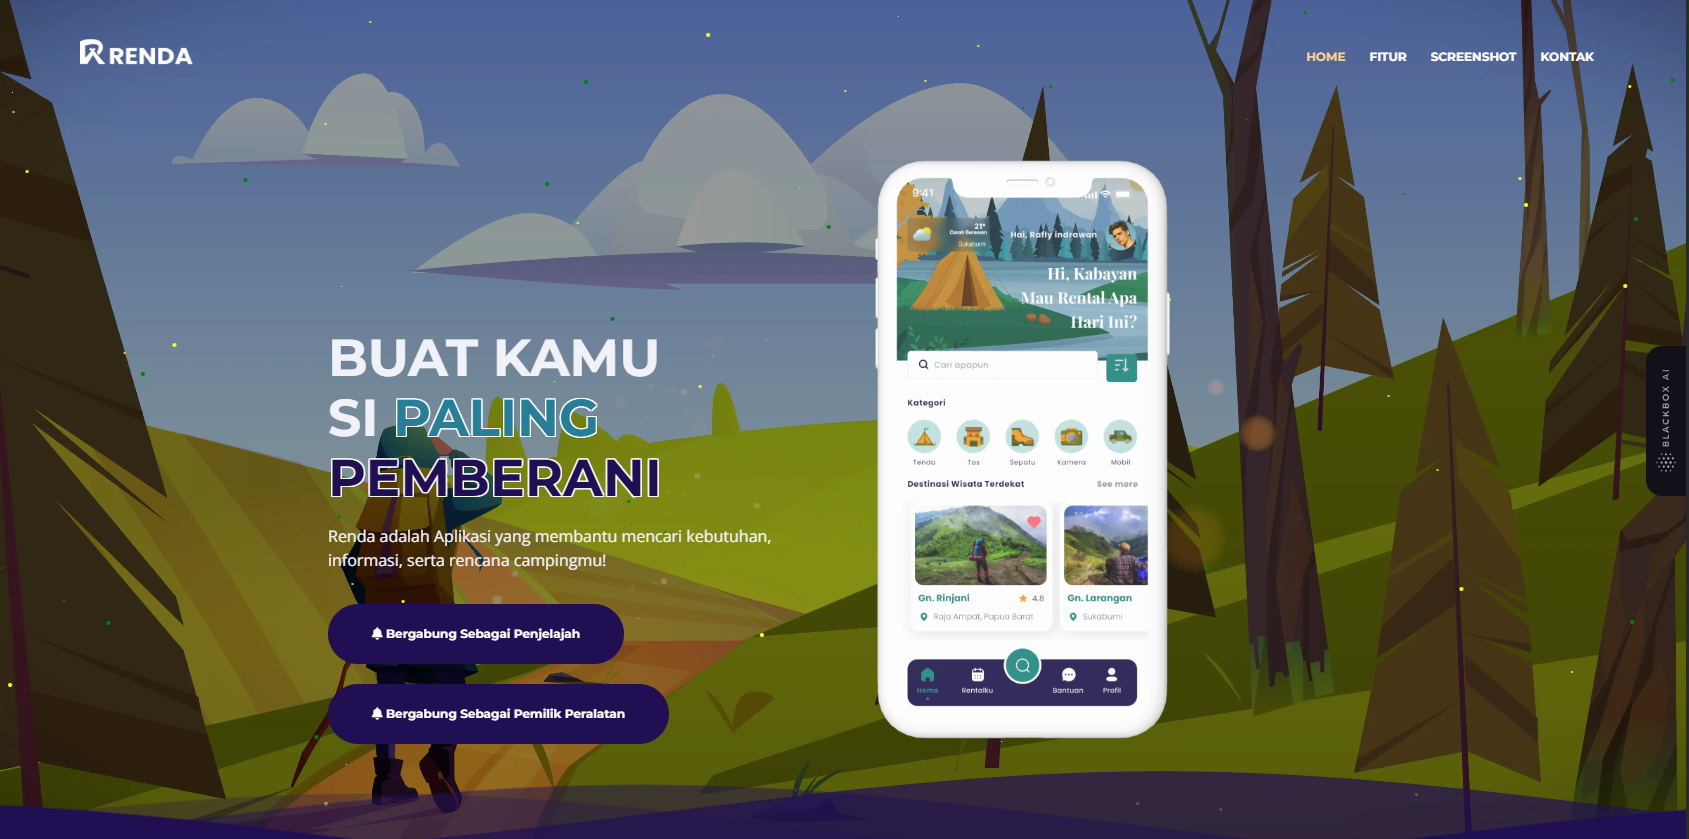 RENDA
HOME FITUR SCREENSHOT KONTAK
BUAT KAMU
SI PALING
PEMBERANI
Renda adalah Aplikasi yang membantu mencari kebutuhan,
informasi, serta rencana campingmu!
Bergabung Sebagai Penjelajah
Bergabung Sebagai Pemilik Peralatan
9:41
21°
Cerah Berawan
Sukabumi
Hai, Rafly Indrawan
Hi, Kabayan
Mau Rental Apa
Hari Ini?
Cari apapun
Kategori
Tenda Tas Sepatu Kamera Mobil
Destinasi Wisata Terdekat See more
Gn. Rinjani 4.8
Raja Ampat, Papua Barat
Gn. Larangan
Sukabumi
Home Rentalku Bantuan Profil
BLACKBOX AI